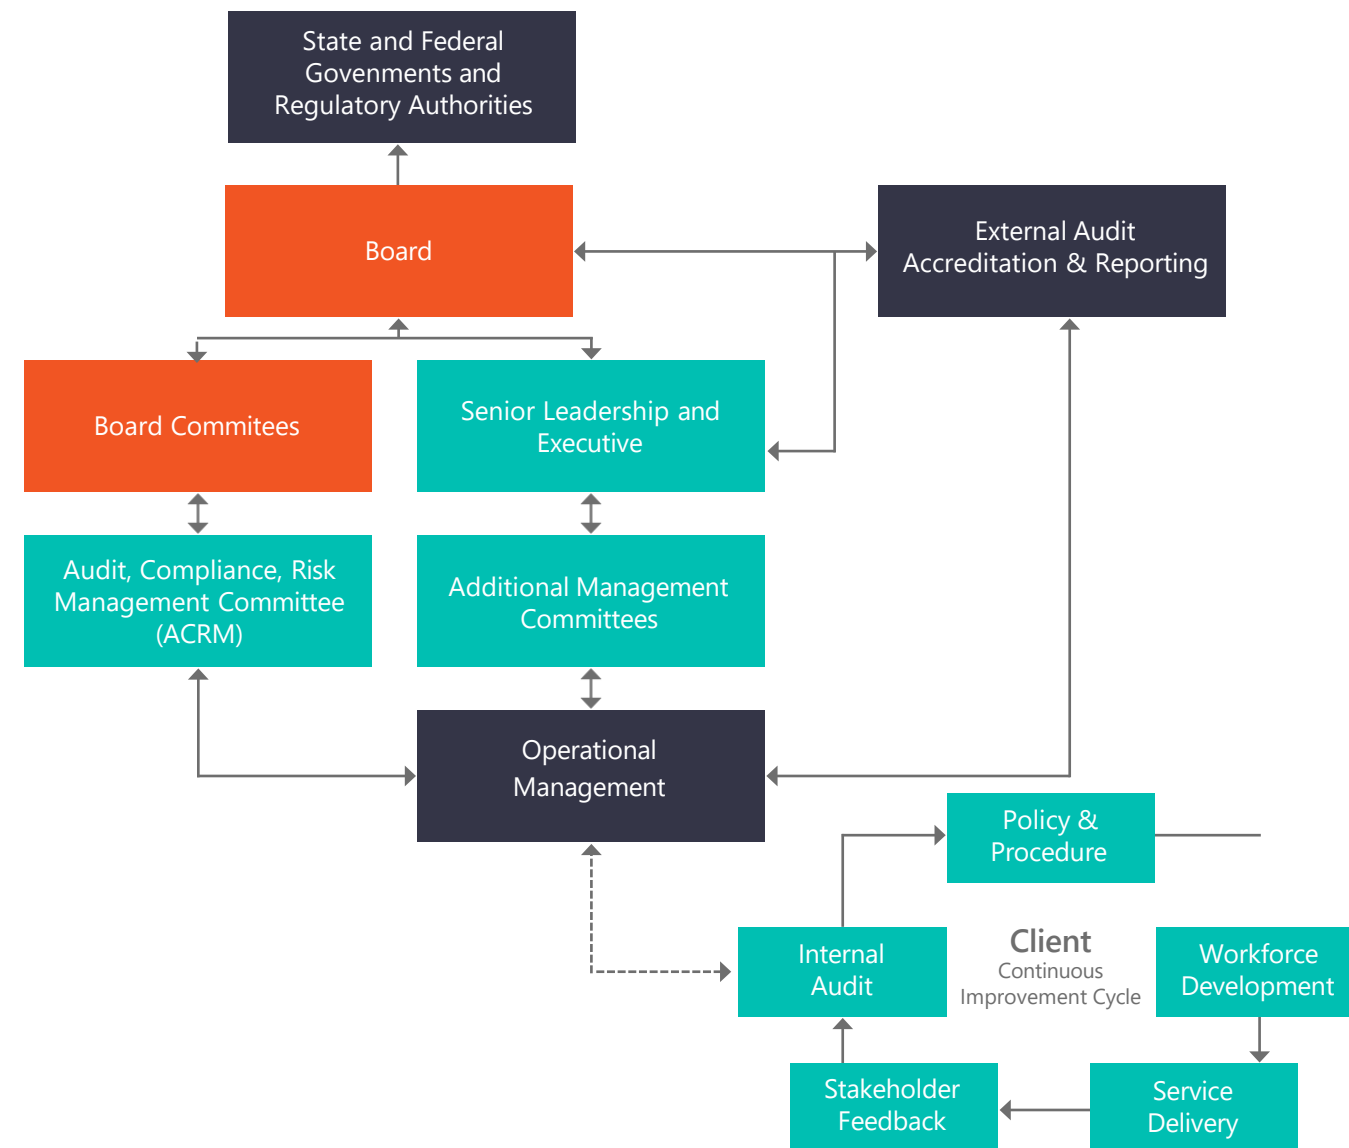 State and Federal
Govenments and
Regulatory Authorities
Board
External Audit
Accreditation & Reporting
Board Commitees
Senior Leadership and
Executive
Audit, Compliance, Risk
Management Committee
(ACRM)
Additional Management
Committees
Operational
Management
Policy &
Procedure
Internal
Audit
Client
Continuous
Improvement Cycle
Workforce
Development
Stakeholder
Feedback
Service
Delivery